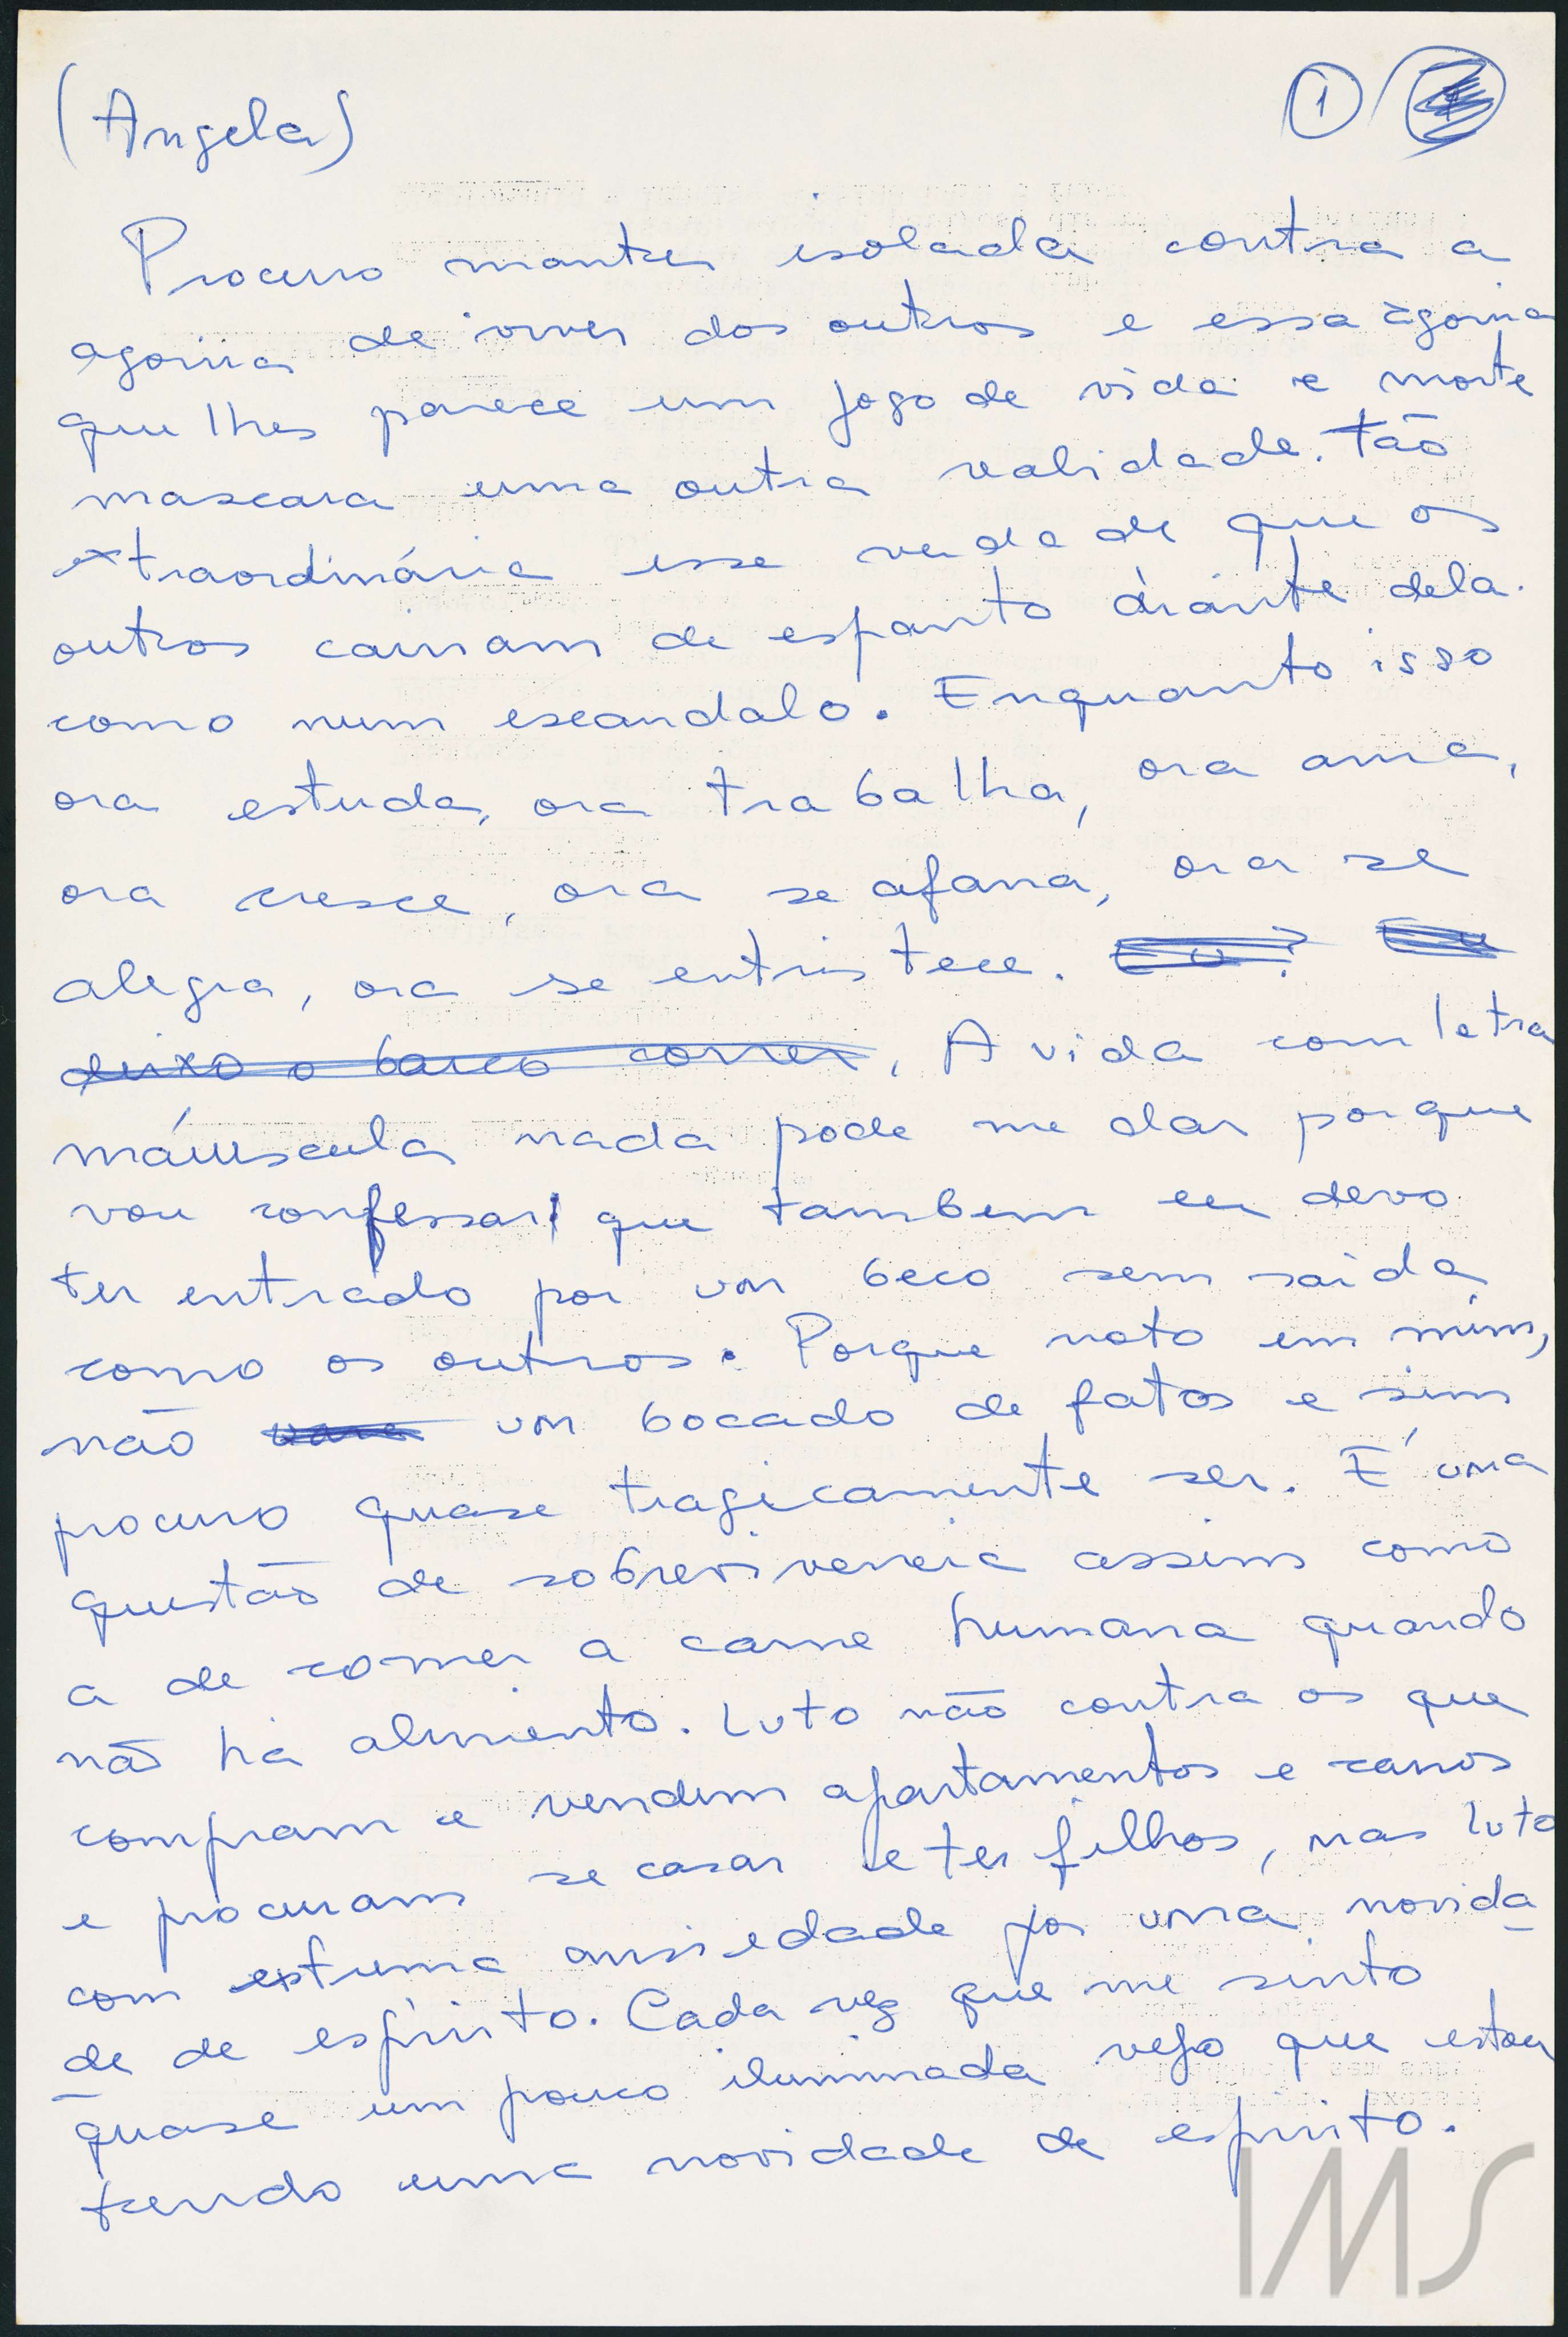 (Angela) 1
Procuro manter isolada contra a
agonia de viver dos outros e essa agonia
que lhes parece um jogo de vida e morte
mascara uma outra realidade. Tão
extraordinária esse verdade que os
outros cairiam de espanto diante dela.
como num escandalo. Enquanto isso
ora estuda, ora trabalha, ora ama,
ora cresce, ora se afana, ora se
alegra, ora se entristece. Eu? Eu
deixo o barco correr. A vida com letra
maiuscula nada pode me dar porque
vou confessar que tambem eu devo
ter entrado por um beco sem saida
como os outros. Porque noto em mim,
não um bocado de fatos e sim
procuro quase tragicamente ser. É uma
questão de sobrevivencia assim como
a de comer a carne humana quando
não há alimento. Luto não contra os que
compram e vendem apartamentos e carros
e procuram se casar e ter filhos, mas luto
com extrema ansiedade por uma novida
de de espirito. Cada vez que me sinto
quase um pouco iluminada vejo que estou
tendo uma novidade de espirito.
IMS